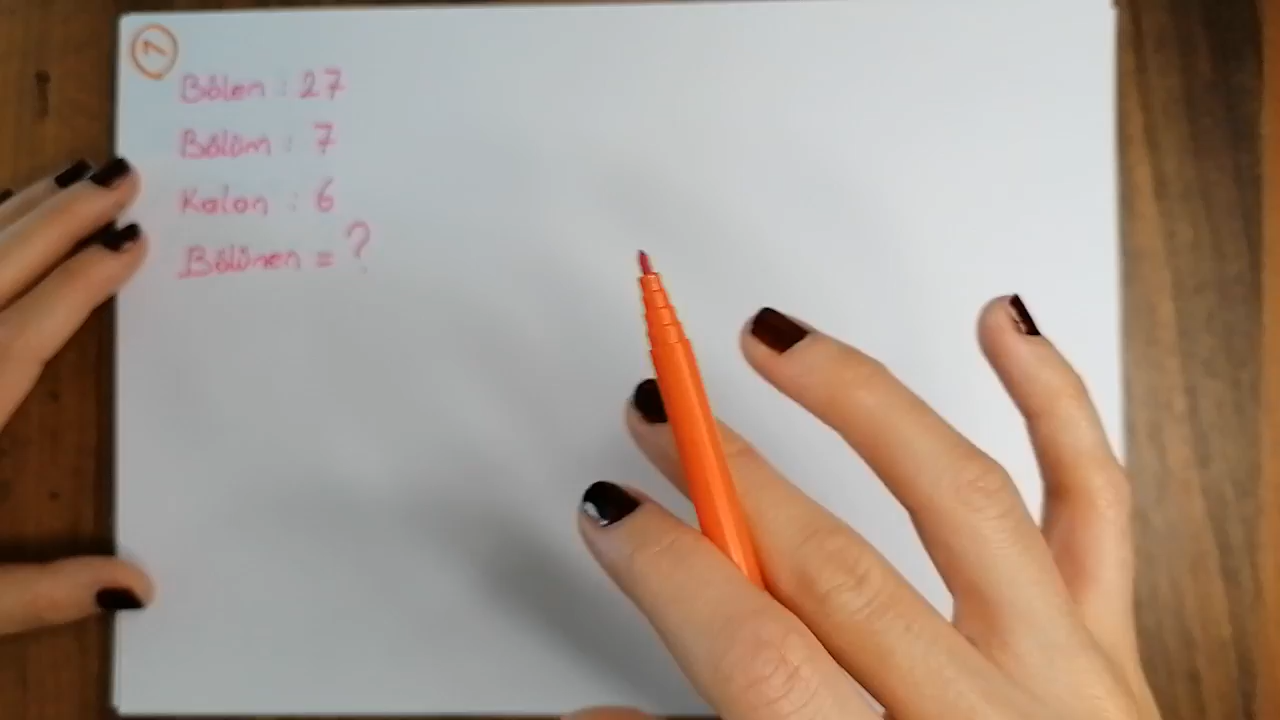 1
Bölen : 27
Bölüm : 7
Kalan : 6
Bölünen = ?